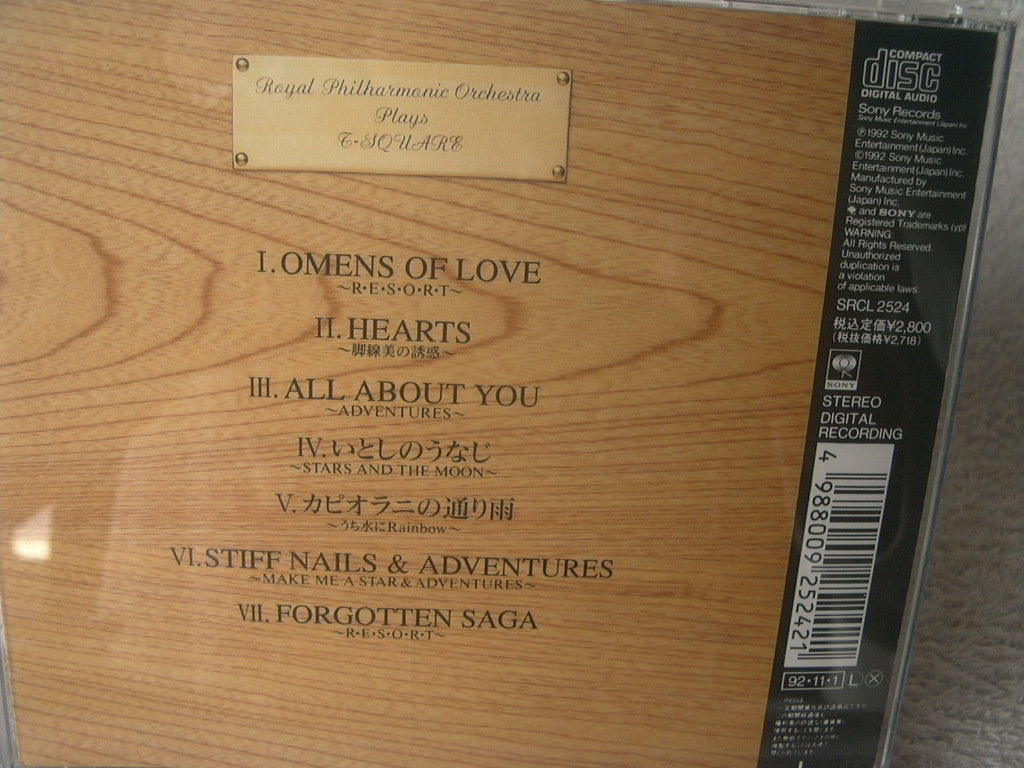 Royal Philharmonic Orchestra
Plays
T-SQUARE
I. OMENS OF LOVE
~R・E・S・O・R・T~
II. HEARTS
~脚線美の誘惑~
III. ALL ABOUT YOU
~ADVENTURES~
IV. いとしのうなじ
~STARS AND THE MOON~
V. カピオラニの通り雨
~うち水にRainbow~
VI. STIFF NAILS & ADVENTURES
~MAKE ME A STAR & ADVENTURES~
VII. FORGOTTEN SAGA
~R・E・S・O・R・T~
COMPACT
disc
DIGITAL AUDIO
Sony Records
Sony Music Entertainment (Japan) Inc.
Ⓟ1992 Sony Music
Entertainment(Japan)Inc.
©1992 Sony Music
Entertainment(Japan)Inc.
Manufactured by
Sony Music Entertainment
(Japan) Inc.
and SONY are
Registered Trademarks (yp)
WARNING:
All Rights Reserved.
Unauthorized
duplication is
a violation
of applicable laws.
SRCL 2524
税込定価¥2,800
(税抜価格¥2,718)
SONY
STEREO
DIGITAL
RECORDING
4 988009 252421
92・11・1 L X